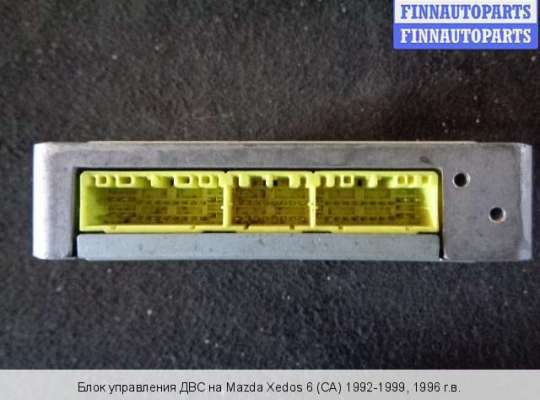 FINNAUTOPARTS
FINNAUTOPARTS
Блок управления ДВС на Mazda Xedos 6 (CA) 1992-1999, 1996 г.в.